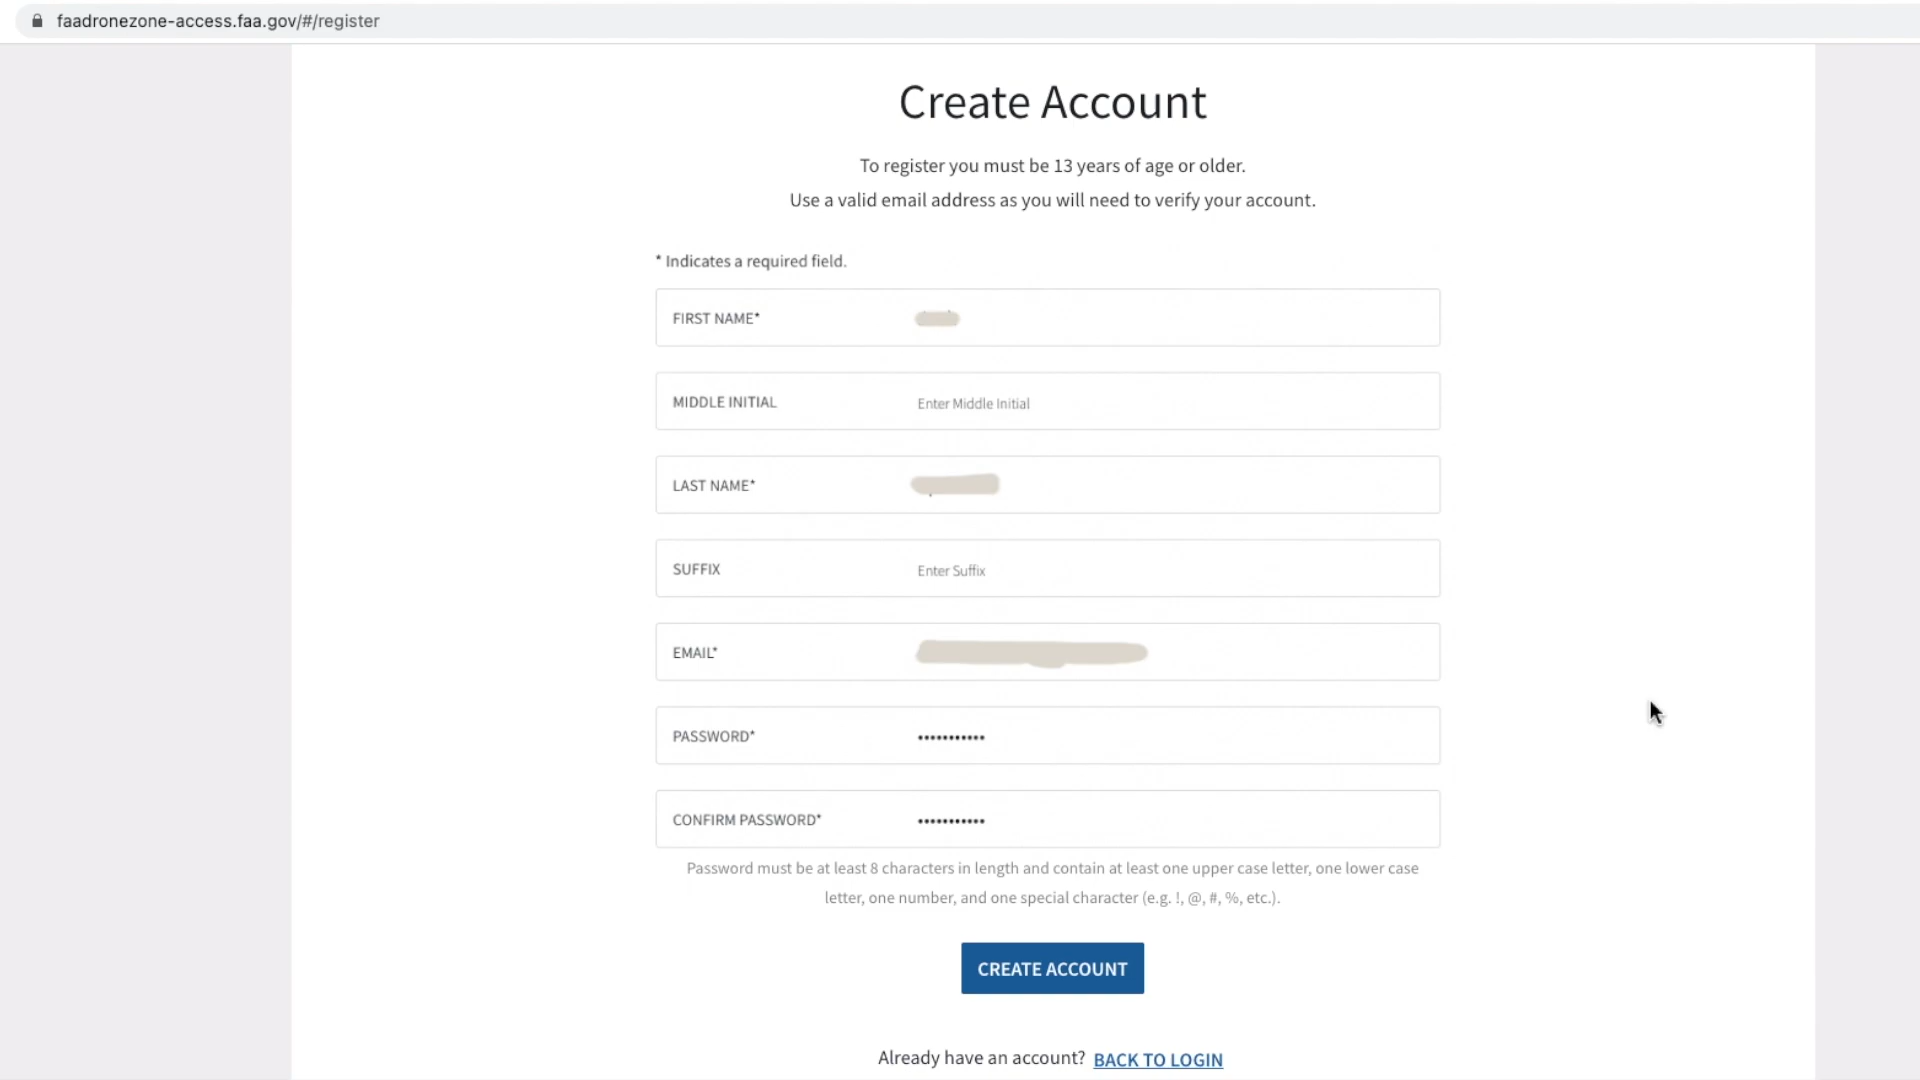 faadronezone-access.faa.gov/#/register
Create Account
To register you must be 13 years of age or older.
Use a valid email address as you will need to verify your account.
* Indicates a required field.
FIRST NAME*
MIDDLE INITIAL Enter Middle Initial
LAST NAME*
SUFFIX Enter Suffix
EMAIL*
PASSWORD* •••••••••••
CONFIRM PASSWORD* •••••••••••
Password must be at least 8 characters in length and contain at least one upper case letter, one lower case
letter, one number, and one special character (e.g. !, @, #, %, etc.).
CREATE ACCOUNT
Already have an account? BACK TO LOGIN